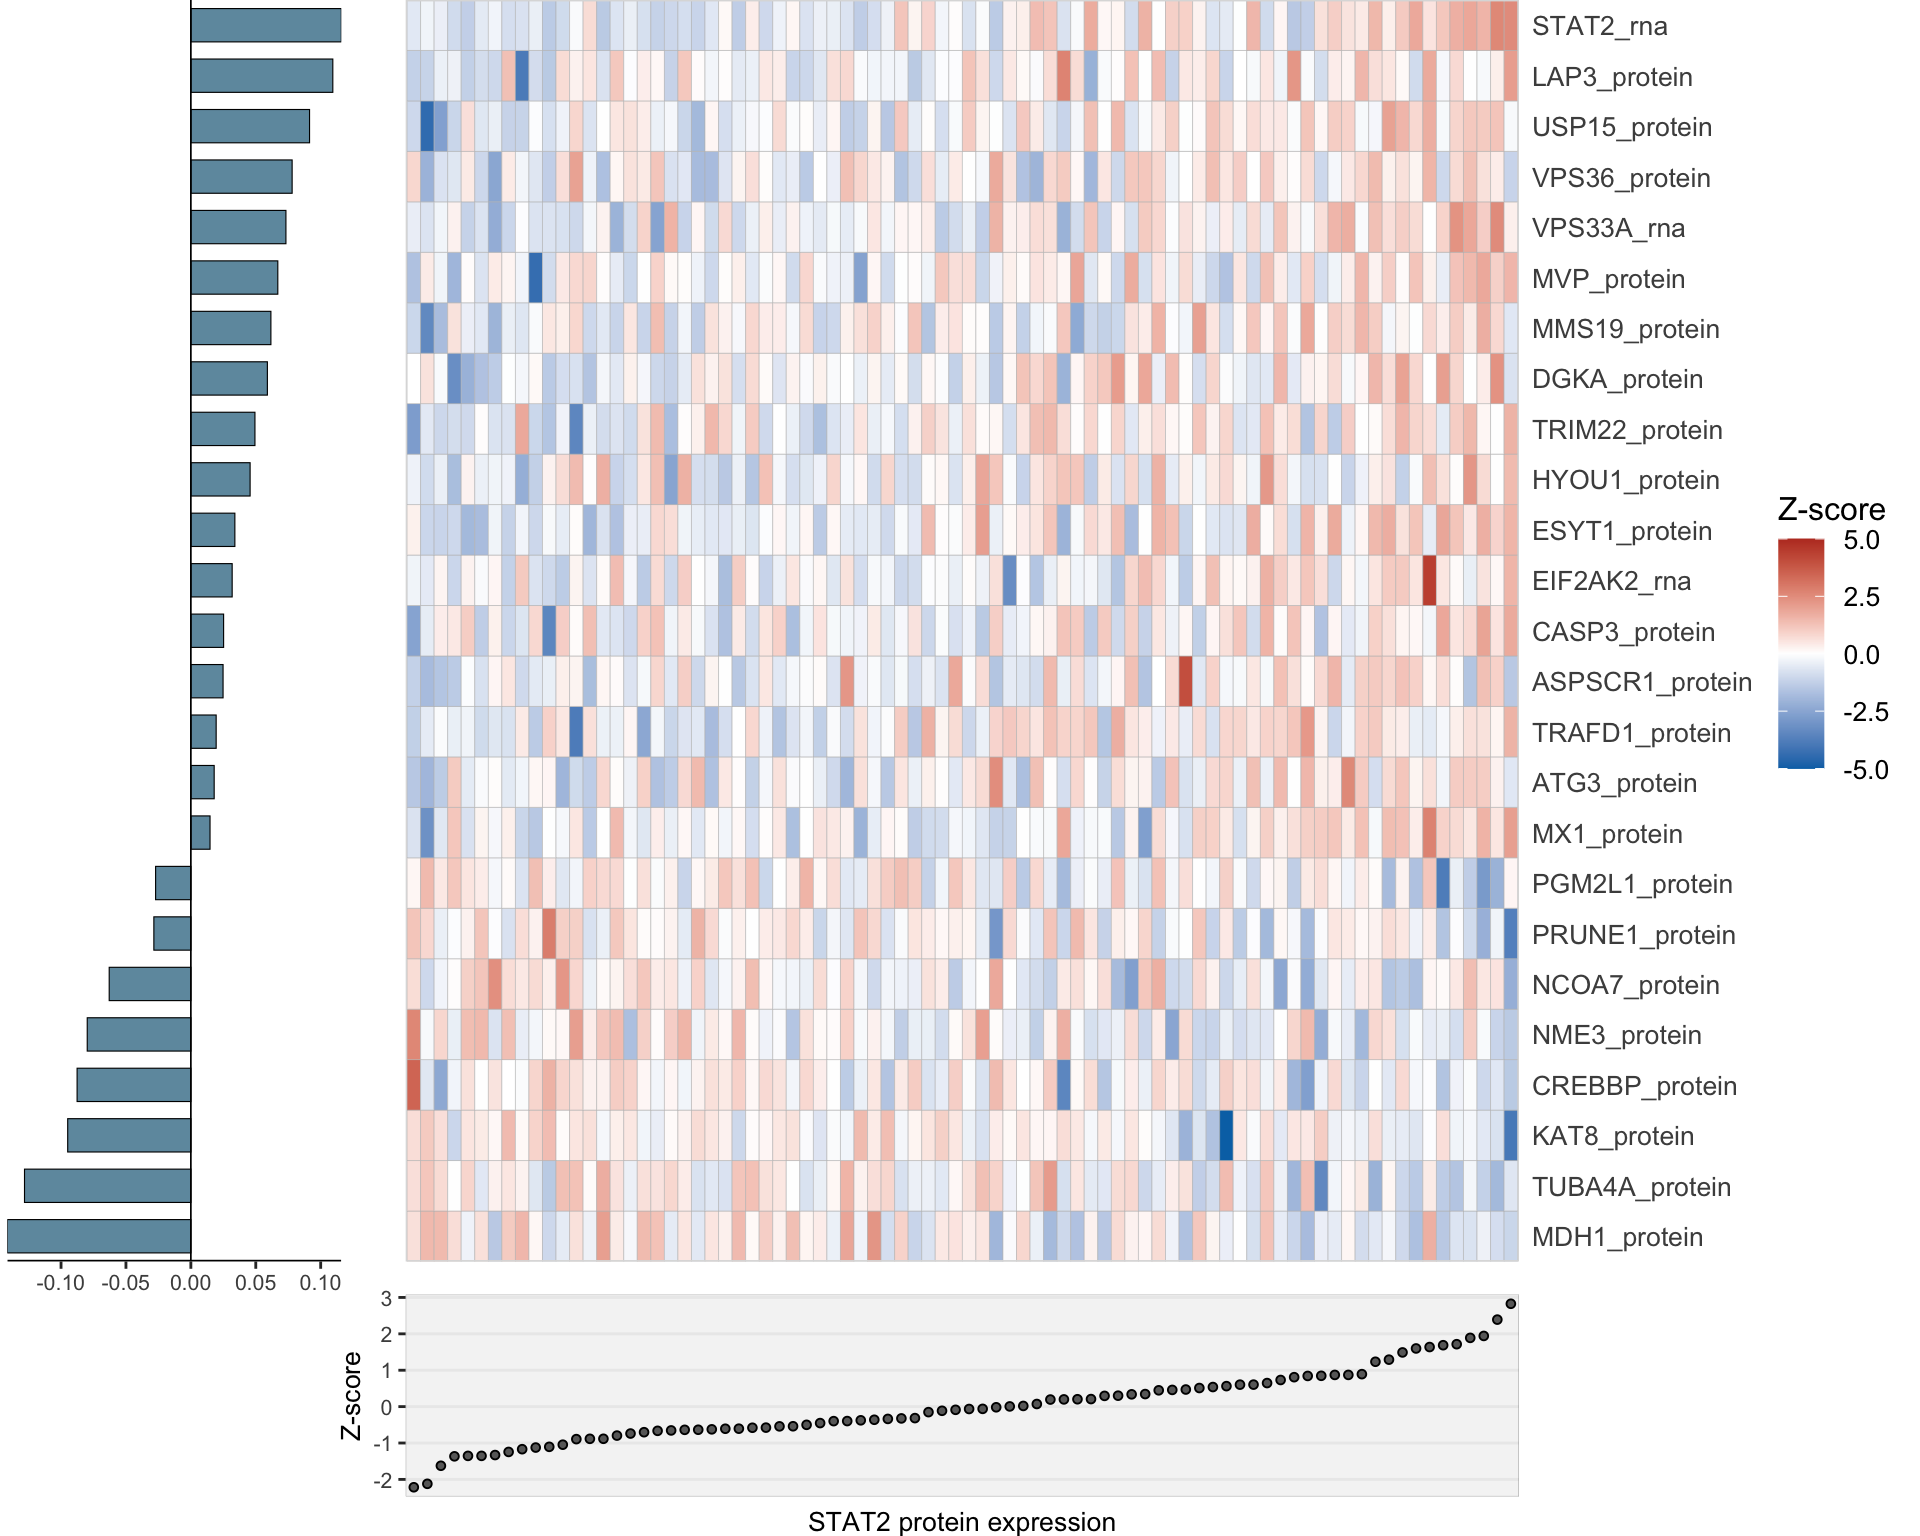 STAT2_rna
LAP3_protein
USP15_protein
VPS36_protein
VPS33A_rna
MVP_protein
MMS19_protein
DGKA_protein
TRIM22_protein
HYOU1_protein
ESYT1_protein
EIF2AK2_rna
CASP3_protein
ASPSCR1_protein
TRAFD1_protein
ATG3_protein
MX1_protein
PGM2L1_protein
PRUNE1_protein
NCOA7_protein
NME3_protein
CREBBP_protein
KAT8_protein
TUBA4A_protein
MDH1_protein
Z-score
5.0
2.5
0.0
-2.5
-5.0
-0.10 -0.05 0.00 0.05 0.10
Z-score
3
2
1
0
-1
-2
STAT2 protein expression